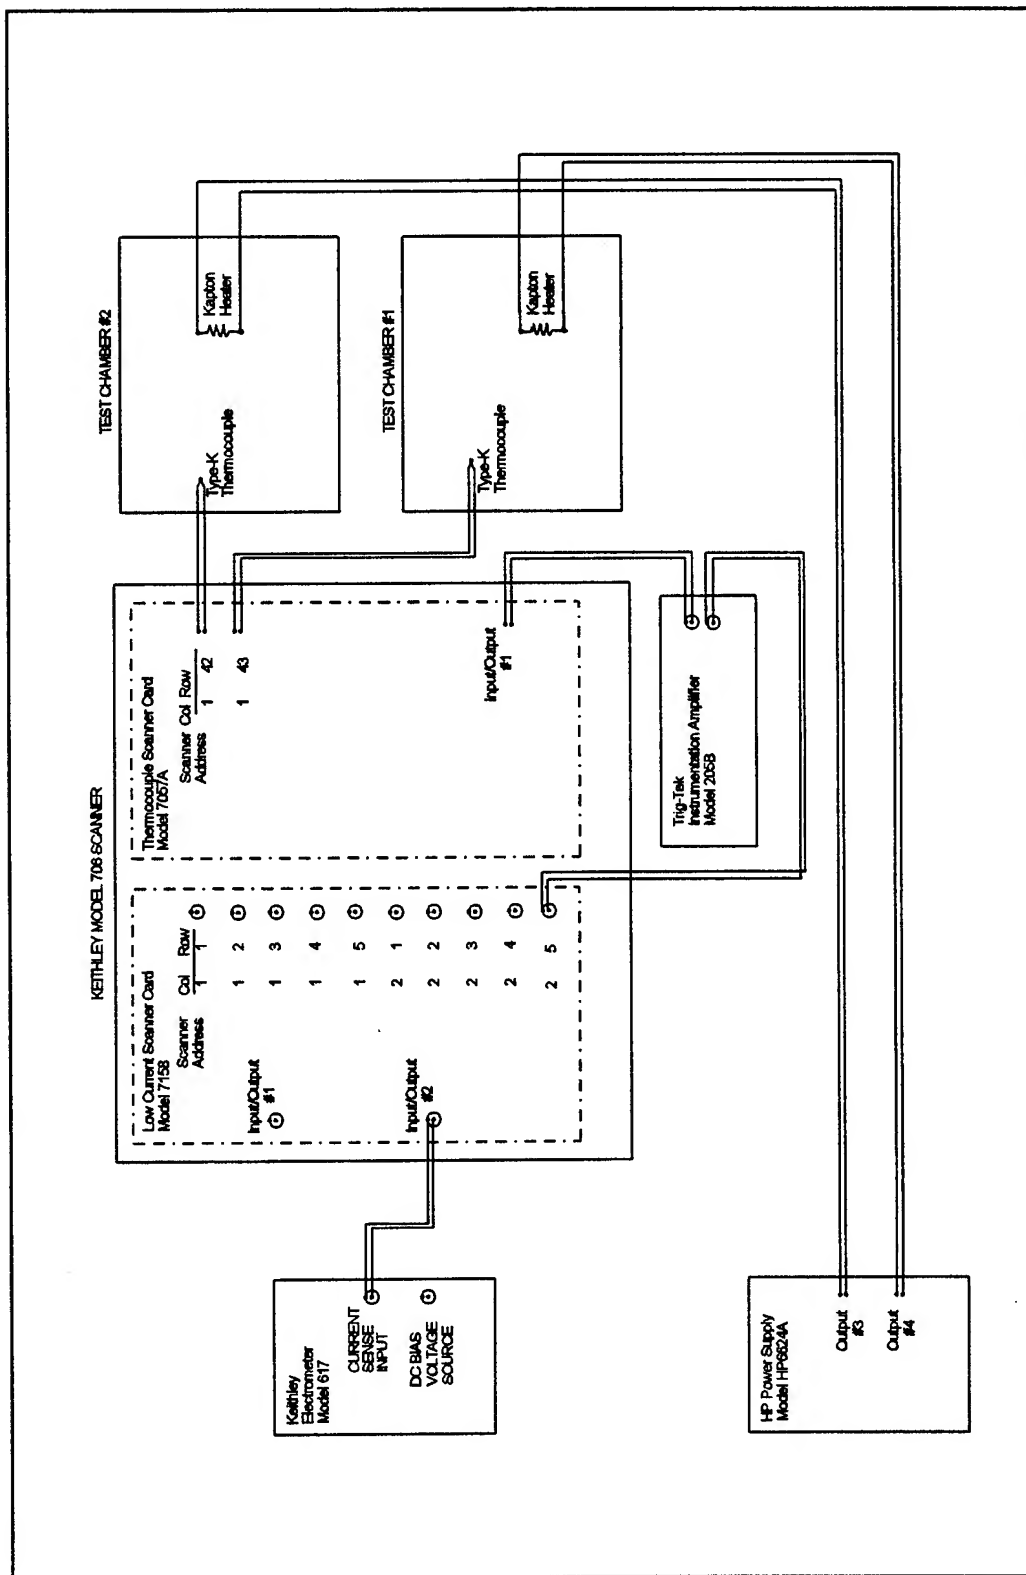 KEITHLEY MODEL 706 SCANNER
Low Current Scanner Card
Model 7158
Scanner Col Row
Address
1 1
1 2
1 3
1 4
1 5
2 1
2 2
2 3
2 4
2 5
Input/Output
#1
Input/Output
#2
Thermocouple Scanner Card
Model 7057A
Scanner Col Row
Address
1 42
1 43
Input/Output
#1
TEST CHAMBER #2
Type-K
Thermocouple
Kapton
Heater
TEST CHAMBER #1
Type-K
Thermocouple
Kapton
Heater
Keithley
Electrometer
Model 617
CURRENT
SENSE
INPUT
DC BIAS
VOLTAGE
SOURCE
Trig-Tek
Instrumentation Amplifier
Model 205B
HP Power Supply
Model HP6624A
Output
#3
Output
#4